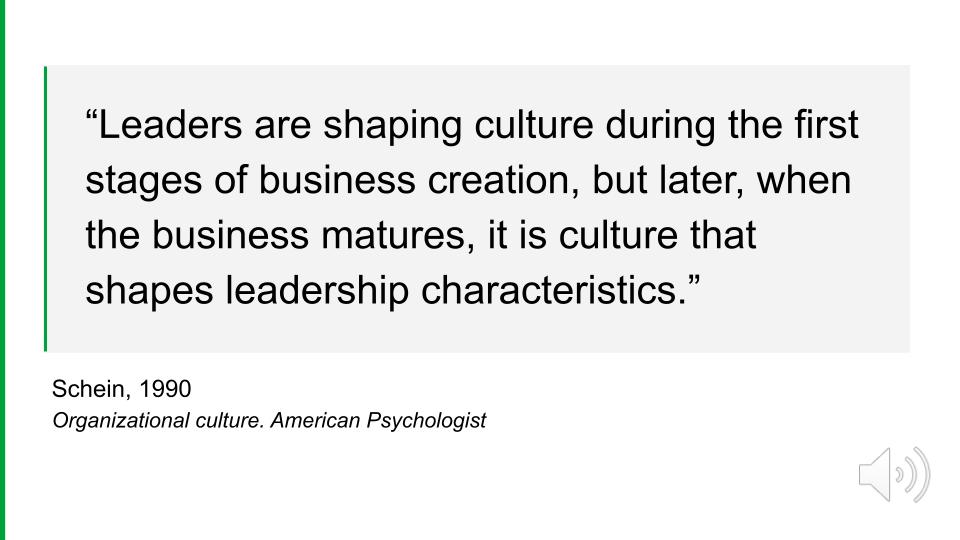 “Leaders are shaping culture during the first
stages of business creation, but later, when
the business matures, it is culture that
shapes leadership characteristics.”
Schein, 1990
Organizational culture. American Psychologist